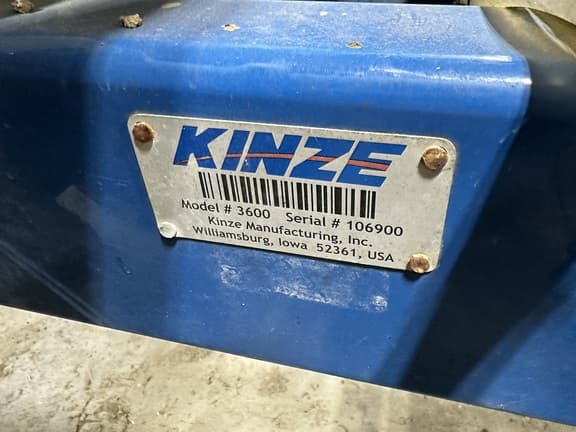 KINZE
Model # 3600 Serial # 106900
Kinze Manufacturing, Inc.
Williamsburg, Iowa 52361, USA